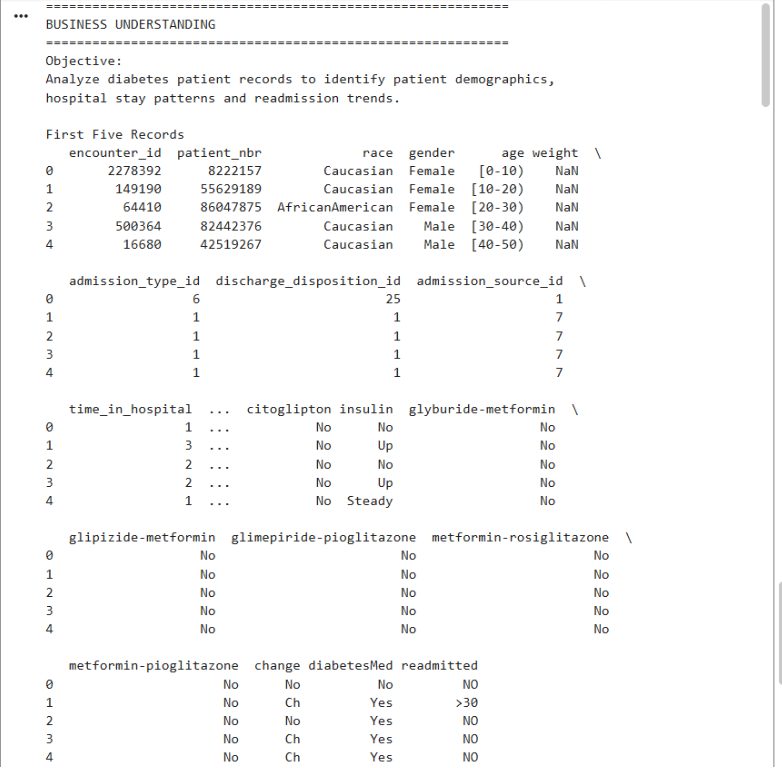 ============================================================
BUSINESS UNDERSTANDING
============================================================
Objective:
Analyze diabetes patient records to identify patient demographics,
hospital stay patterns and readmission trends.
First Five Records
encounter_id patient_nbr race gender age weight \
0 2278392 8222157 Caucasian Female [0-10) NaN
1 149190 55629189 Caucasian Female [10-20) NaN
2 64410 86047875 AfricanAmerican Female [20-30) NaN
3 500364 82442376 Caucasian Male [30-40) NaN
4 16680 42519267 Caucasian Male [40-50) NaN
admission_type_id discharge_disposition_id admission_source_id \
0 6 25 1
1 1 1 7
2 1 1 7
3 1 1 7
4 1 1 7
time_in_hospital ... citoglipton insulin glyburide-metformin \
0 1 ... No No No
1 3 ... No Up No
2 2 ... No No No
3 2 ... No Up No
4 1 ... No Steady No
glipizide-metformin glimepiride-pioglitazone metformin-rosiglitazone \
0 No No No
1 No No No
2 No No No
3 No No No
4 No No No
metformin-pioglitazone change diabetesMed readmitted
0 No No No NO
1 No Ch Yes >30
2 No No Yes NO
3 No Ch Yes NO
4 No Ch Yes NO